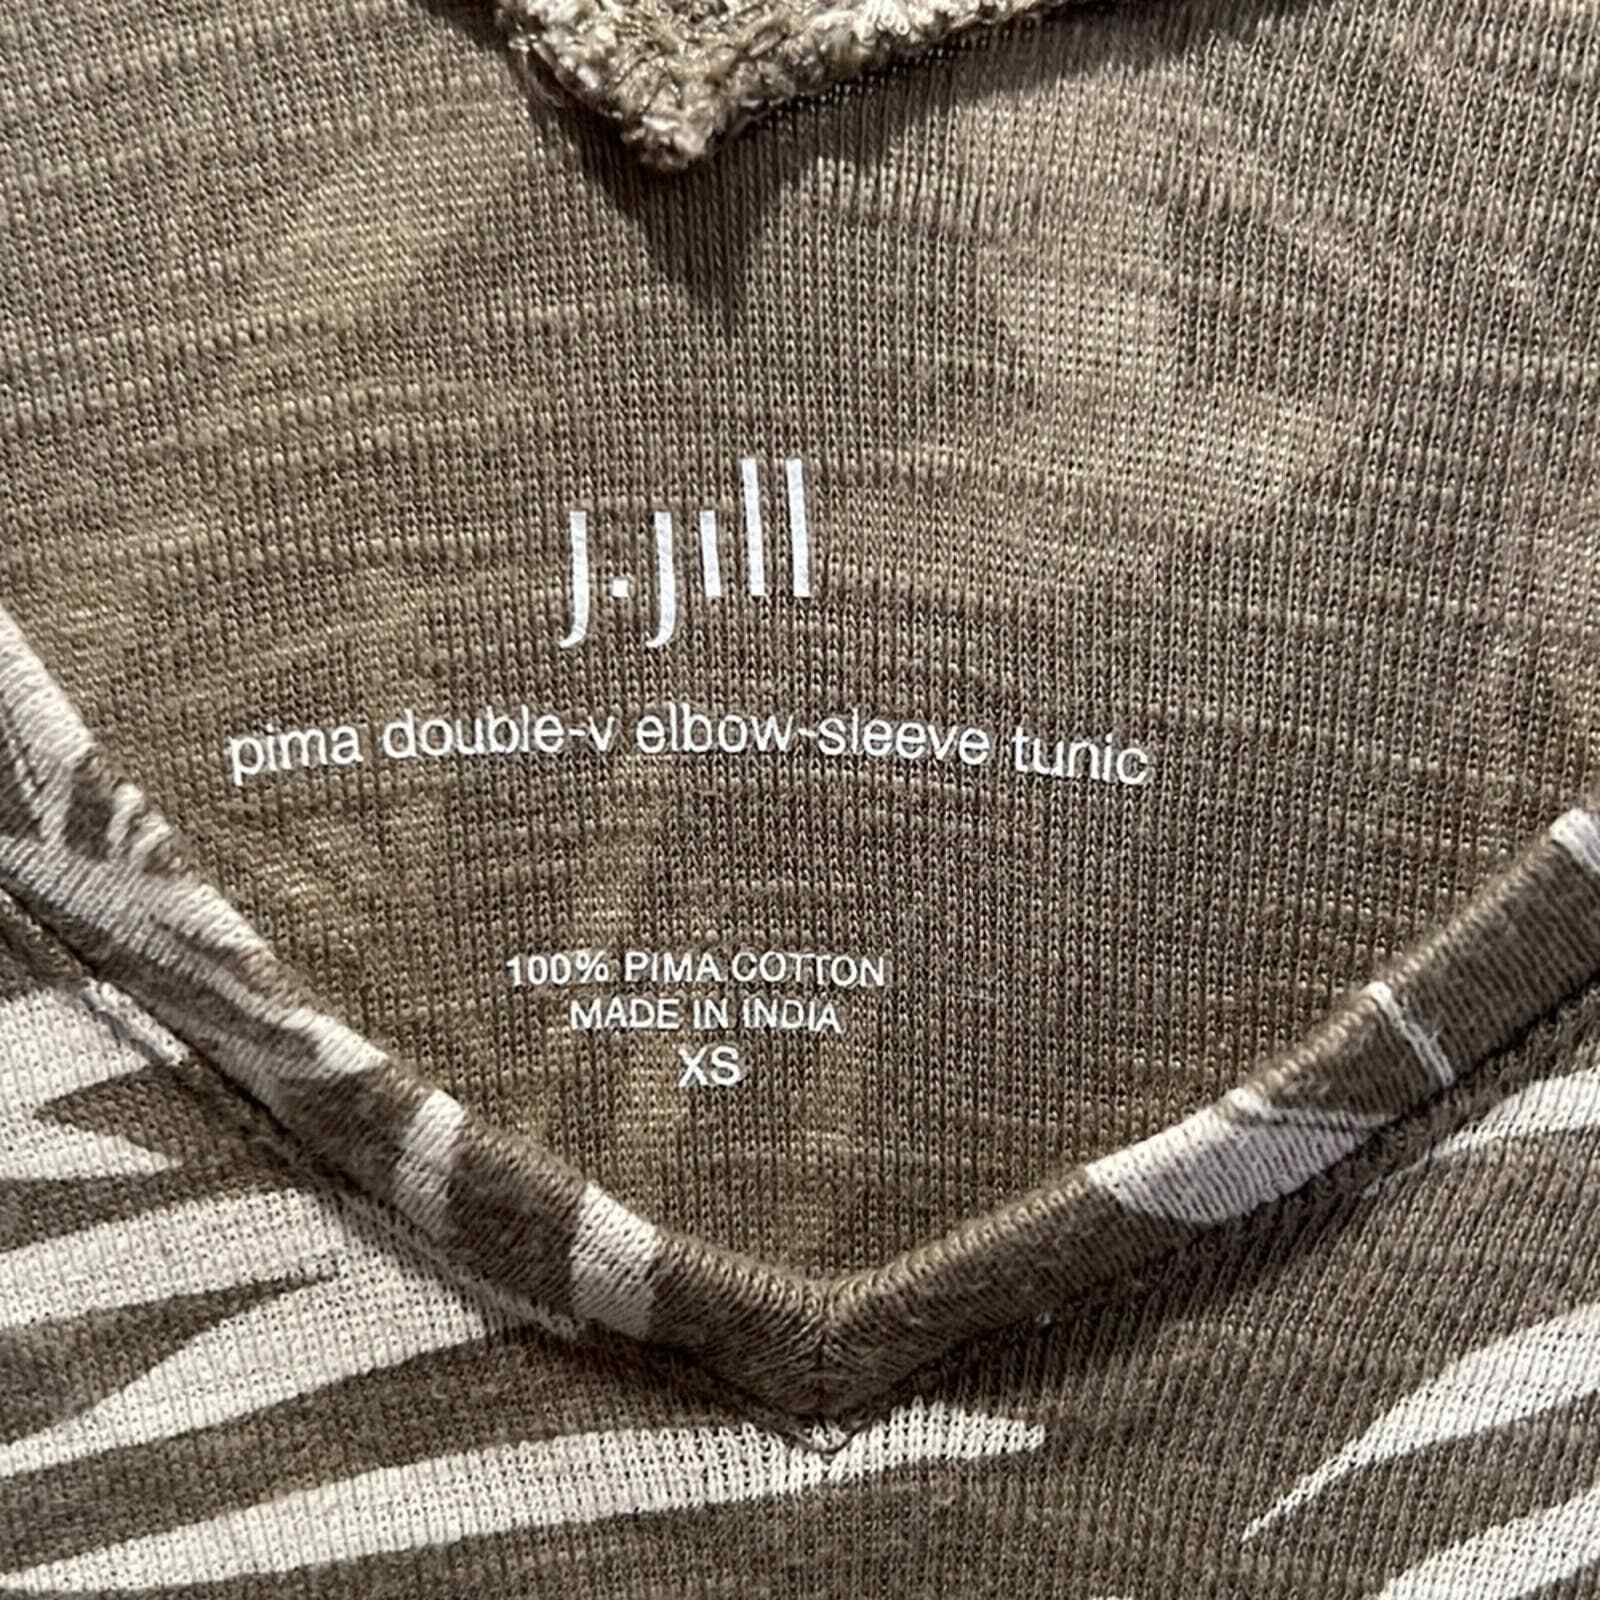 j.jill
pima double-v elbow-sleeve tunic
100% PIMA COTTON
MADE IN INDIA
XS